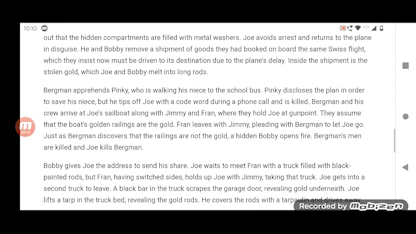 10:10
out that the hidden compartments are filled with metal washers. Joe avoids arrest and returns to the plane
in disguise. He and Bobby remove a shipment of goods they had booked on board the same Swiss flight,
which they insist now must be driven to its destination due to the plane's delay. Inside the shipment is the
stolen gold, which Joe and Bobby melt into long rods.
Bergman apprehends Pinky, who is walking his niece to the school bus. Pinky discloses the plan in order
to save his niece, but he tips off Joe with a code word during a phone call and is killed. Bergman and his
crew arrive at Joe's sailboat along with Jimmy and Fran, where they hold Joe at gunpoint. They assume
that the boat's golden railings are the gold. Fran leaves with Jimmy, pleading with Bergman to let Joe go.
Just as Bergman discovers that the railings are not the gold, a hidden Bobby opens fire. Bergman's men
are killed and Joe kills Bergman.
Bobby gives Joe the address to send his share. Joe waits to meet Fran with a truck filled with black-
painted rods, but Fran, having switched sides, holds up Joe with Jimmy, taking that truck. Joe gets into a
second truck to leave. A black bar in the truck scrapes the garage door, revealing gold underneath. Joe
lifts a tarp in the truck bed, revealing the gold rods. He covers the rods with a tarpaulin and drives away
Recorded by Mobizen